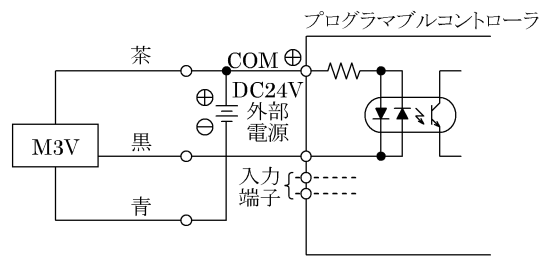 プログラマブルコントローラ
茶
COM ⊕
⊕
DC24V
外部
電源
⊖
M3V
黒
入力
端子
青